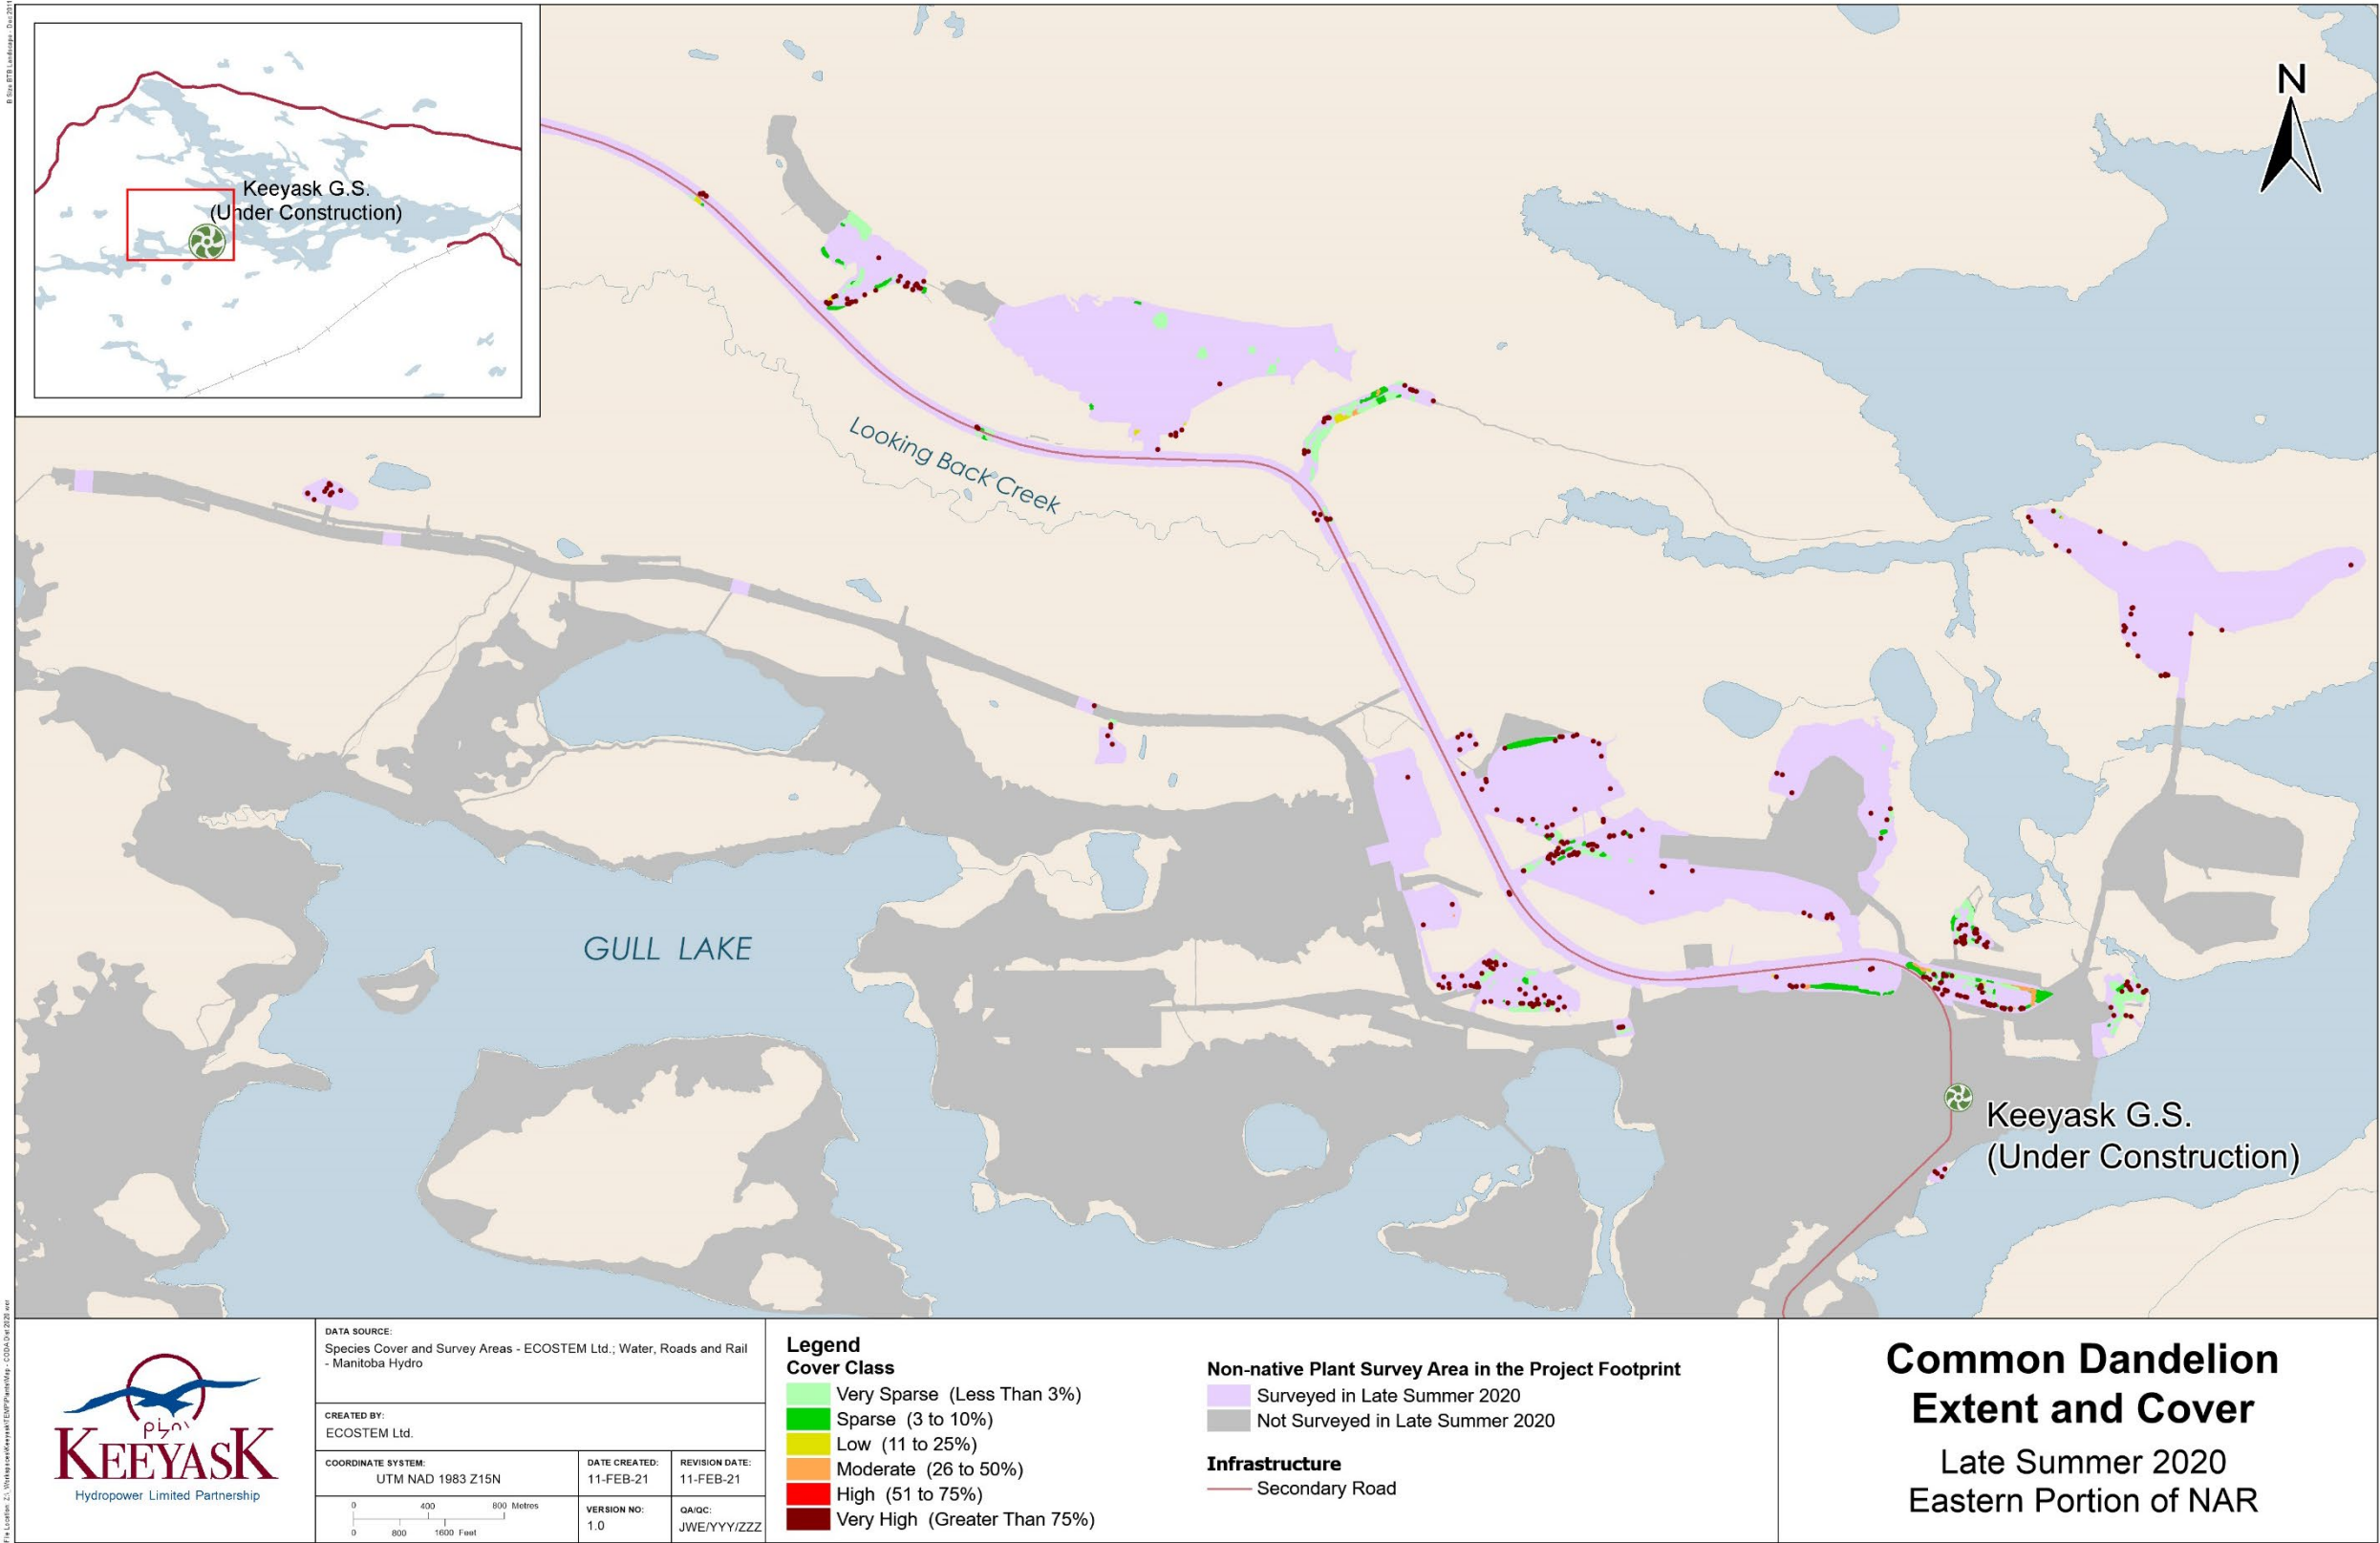 B Size BTB Landscape - Dec 2011
Keeyask G.S.
(Under Construction)
N
Looking Back Creek
GULL LAKE
Keeyask G.S.
(Under Construction)
KEEYASK
Hydropower Limited Partnership
DATA SOURCE:
Species Cover and Survey Areas - ECOSTEM Ltd.; Water, Roads and Rail
- Manitoba Hydro
CREATED BY:
ECOSTEM Ltd.
COORDINATE SYSTEM:
UTM NAD 1983 Z15N
DATE CREATED:
11-FEB-21
REVISION DATE:
11-FEB-21
0 400 800 Metres
0 800 1600 Feet
VERSION NO:
1.0
QA/QC:
JWE/YYY/ZZZ
Legend
Cover Class
Very Sparse (Less Than 3%)
Sparse (3 to 10%)
Low (11 to 25%)
Moderate (26 to 50%)
High (51 to 75%)
Very High (Greater Than 75%)
Non-native Plant Survey Area in the Project Footprint
Surveyed in Late Summer 2020
Not Surveyed in Late Summer 2020
Infrastructure
Secondary Road
Common Dandelion
Extent and Cover
Late Summer 2020
Eastern Portion of NAR